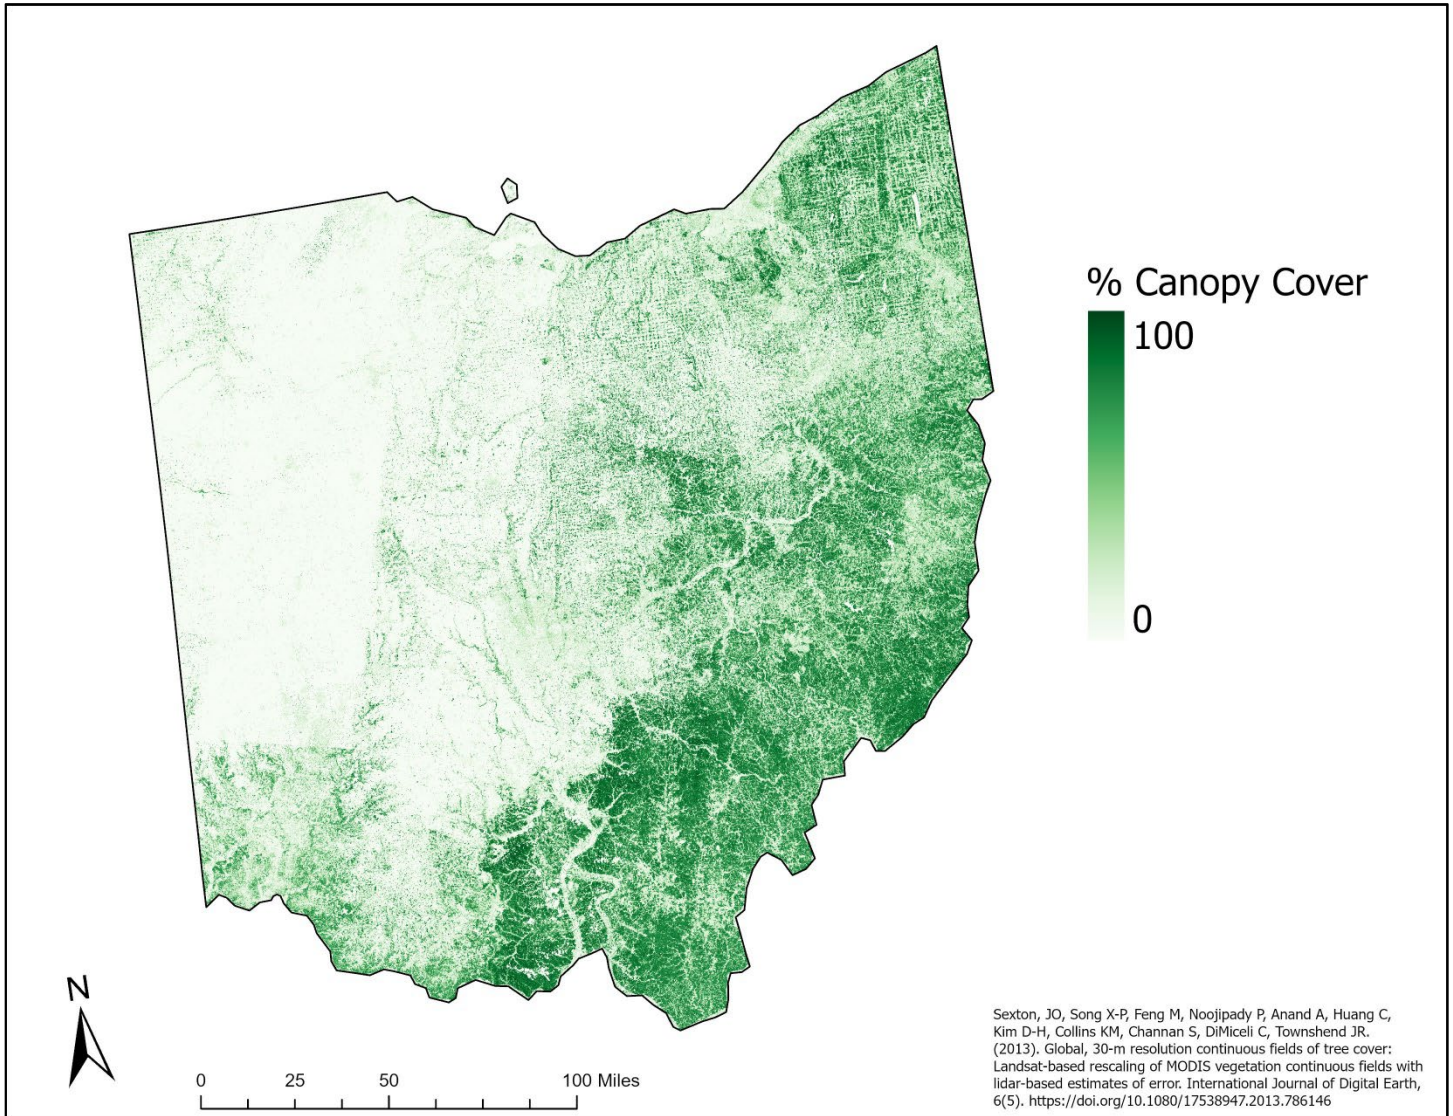 % Canopy Cover
100
0
N
0 25 50 100 Miles
Sexton, JO, Song X-P, Feng M, Noojipady P, Anand A, Huang C,
Kim D-H, Collins KM, Channan S, DiMiceli C, Townshend JR.
(2013). Global, 30-m resolution continuous fields of tree cover:
Landsat-based rescaling of MODIS vegetation continuous fields with
lidar-based estimates of error. International Journal of Digital Earth,
6(5). https://doi.org/10.1080/17538947.2013.786146